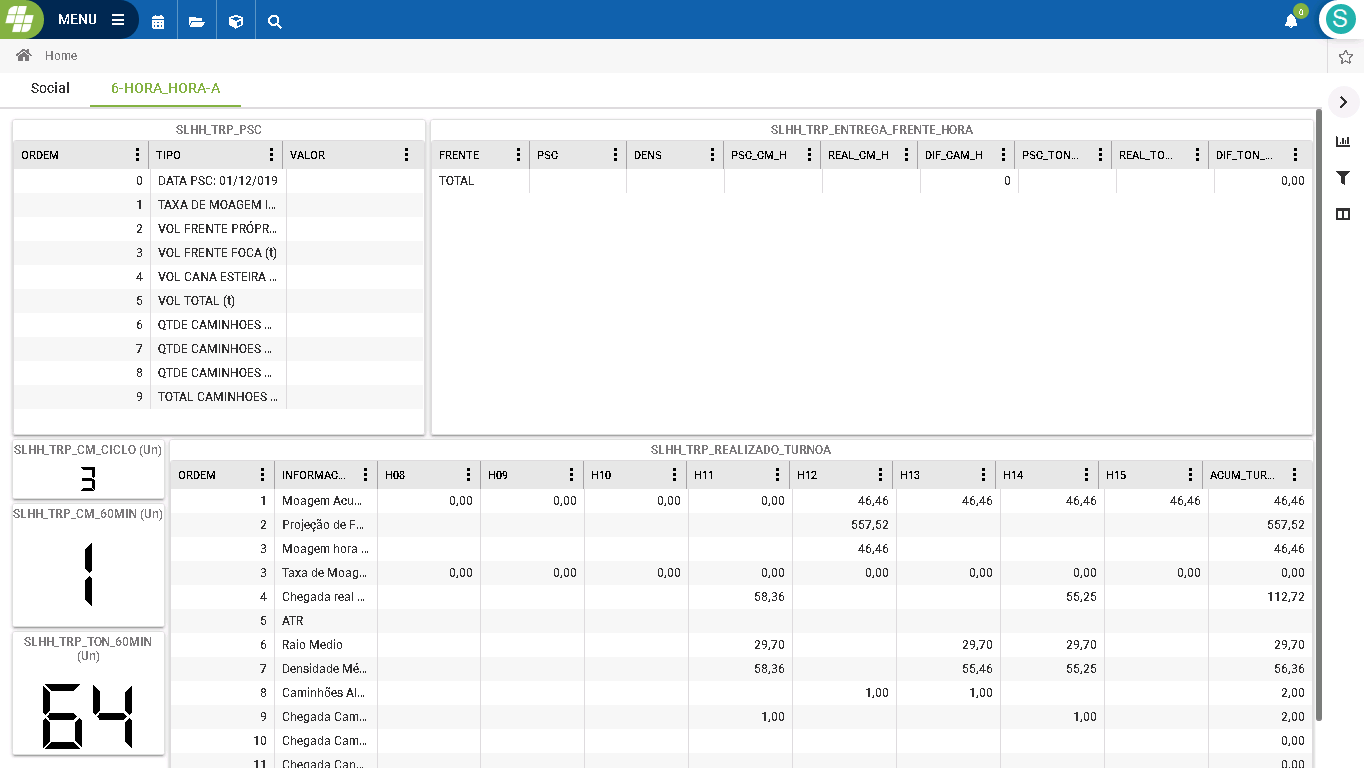 MENU
0
S
Home
Social 6-HORA_HORA-A
SLHH_TRP_PSC
ORDEM TIPO VALOR
0 DATA PSC: 01/12/019
1 TAXA DE MOAGEM I...
2 VOL FRENTE PRÓPR...
3 VOL FRENTE FOCA (t)
4 VOL CANA ESTEIRA ...
5 VOL TOTAL (t)
6 QTDE CAMINHOES ...
7 QTDE CAMINHOES ...
8 QTDE CAMINHOES ...
9 TOTAL CAMINHOES ...
SLHH_TRP_ENTREGA_FRENTE_HORA
FRENTE PSC DENS PSC_CM_H REAL_CM_H DIF_CAM_H PSC_TON... REAL_TO... DIF_TON_...
TOTAL 0 0,00
SLHH_TRP_CM_CICLO (Un)
3
SLHH_TRP_CM_60MIN (Un)
1
SLHH_TRP_TON_60MIN
(Un)
64
SLHH_TRP_REALIZADO_TURNOA
ORDEM INFORMAC... H08 H09 H10 H11 H12 H13 H14 H15 ACUM_TUR...
1 Moagem Acu... 0,00 0,00 0,00 0,00 46,46 46,46 46,46 46,46 46,46
2 Projeção de F... 557,52 557,52
3 Moagem hora ... 46,46 46,46
3 Taxa de Moag... 0,00 0,00 0,00 0,00 0,00 0,00 0,00 0,00 0,00
4 Chegada real ... 58,36 55,25 112,72
5 ATR
6 Raio Medio 29,70 29,70 29,70 29,70
7 Densidade Mé... 58,36 55,46 55,25 56,36
8 Caminhões Al... 1,00 1,00 2,00
9 Chegada Cam... 1,00 1,00 2,00
10 Chegada Cam... 0,00
11 Chegada Can... 0,00